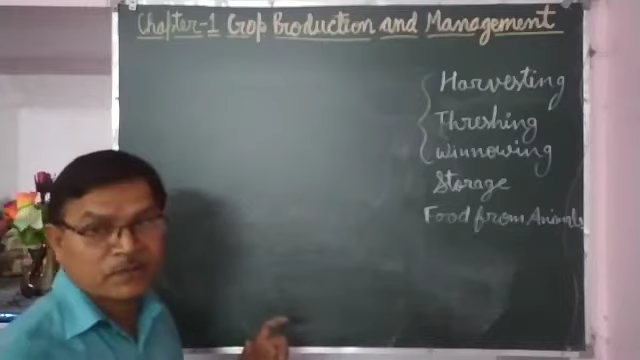 Chapter-1 Crop Production and Management
Harvesting
Threshing
Winnowing
Storage
Food from Animals